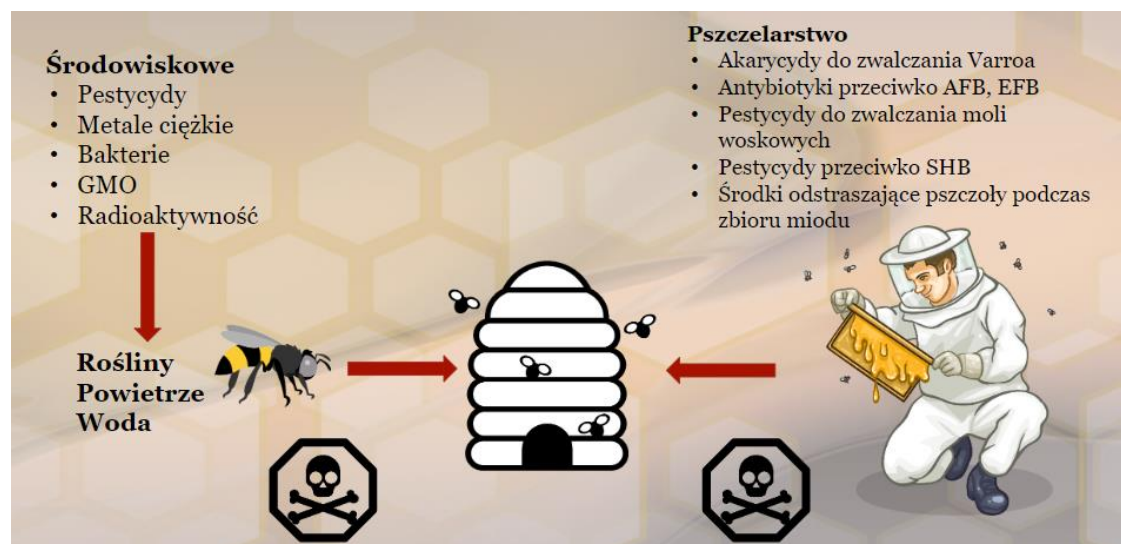 Środowiskowe
• Pestycydy
• Metale ciężkie
• Bakterie
• GMO
• Radioaktywność
Rośliny
Powietrze
Woda
Pszczelarstwo
• Akarycydy do zwalczania Varroa
• Antybiotyki przeciwko AFB, EFB
• Pestycydy do zwalczania moli
woskowych
• Pestycydy przeciwko SHB
• Środki odstraszające pszczoły podczas
zbioru miodu